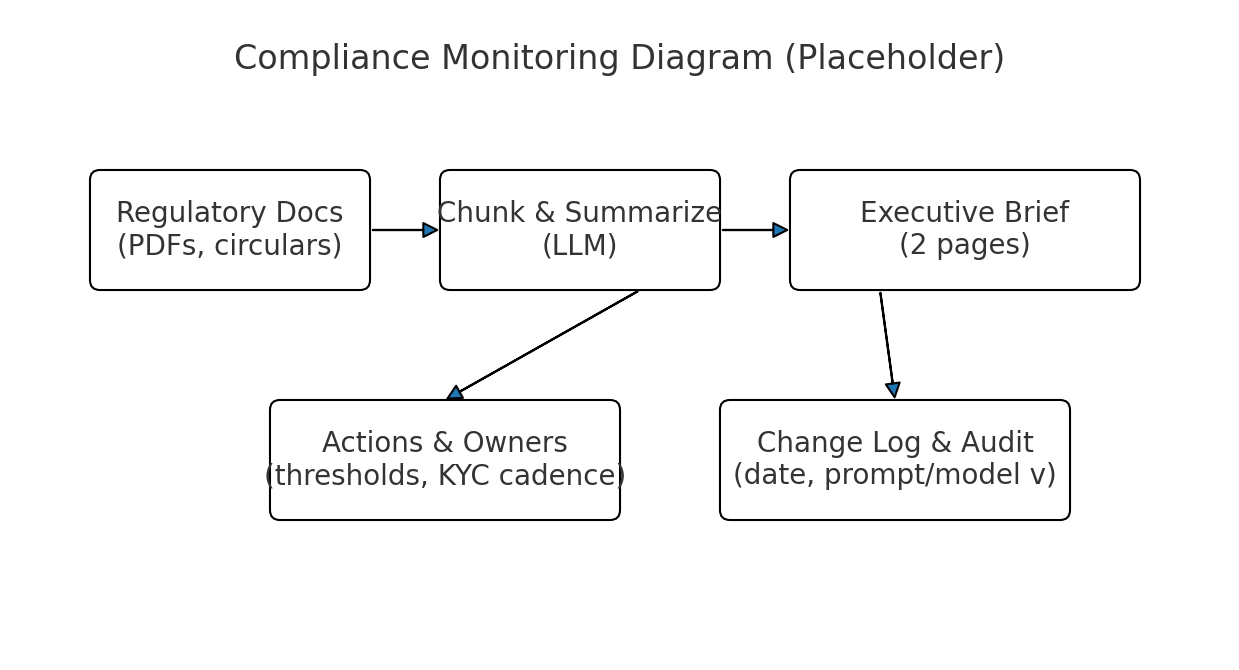 Compliance Monitoring Diagram (Placeholder)
Regulatory Docs
(PDFs, circulars)
Chunk & Summarize
(LLM)
Executive Brief
(2 pages)
Actions & Owners
(thresholds, KYC cadence)
Change Log & Audit
(date, prompt/model v)